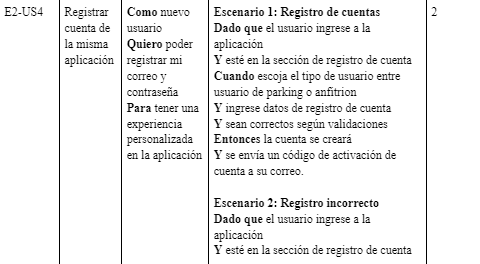 E2-US4
Registrar
cuenta de
la misma
aplicación
Como nuevo
usuario
Quiero poder
registrar mi
correo y
contraseña
Para tener una
experiencia
personalizada
en la aplicación
Escenario 1: Registro de cuentas
Dado que el usuario ingrese a la
aplicación
Y esté en la sección de registro de cuenta
Cuando escoja el tipo de usuario entre
usuario de parking o anfitrion
Y ingrese datos de registro de cuenta
Y sean correctos según validaciones
Entonces la cuenta se creará
Y se envía un código de activación de
cuenta a su correo.
Escenario 2: Registro incorrecto
Dado que el usuario ingrese a la
aplicación
Y esté en la sección de registro de cuenta
2